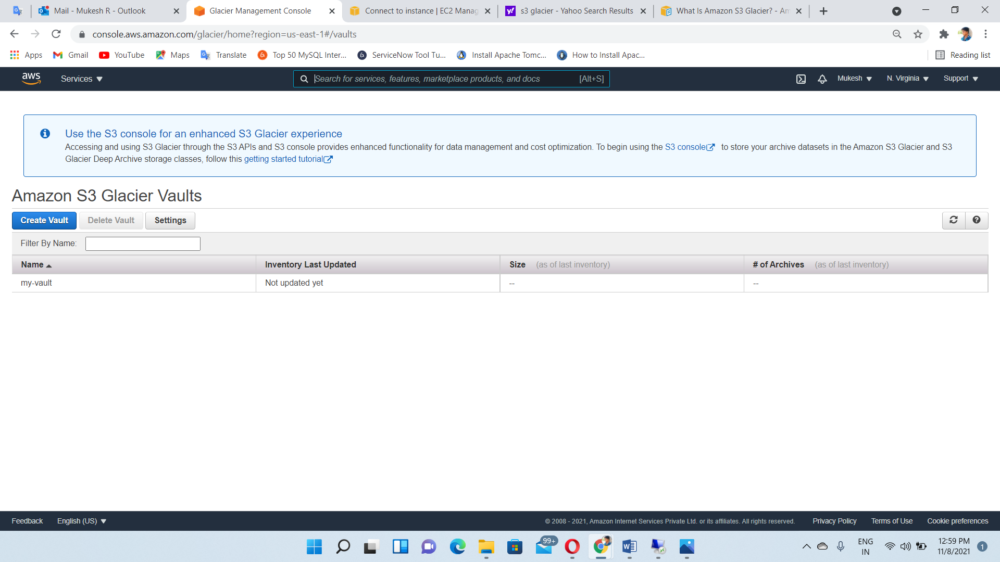 Mail - Mukesh R - Outlook
Glacier Management Console
Connect to instance | EC2 Manag
s3 glacier - Yahoo Search Results
What Is Amazon S3 Glacier? - Am
console.aws.amazon.com/glacier/home?region=us-east-1#/vaults
Apps Gmail YouTube Maps Translate Top 50 MySQL Inter... ServiceNow Tool Tu... Install Apache Tomc... How to Install Apac... Reading list
aws Services Search for services, features, marketplace products, and docs [Alt+S] Mukesh N. Virginia Support
Use the S3 console for an enhanced S3 Glacier experience
Accessing and using S3 Glacier through the S3 APIs and S3 console provides enhanced functionality for data management and cost optimization. To begin using the S3 console to store your archive datasets in the Amazon S3 Glacier and S3
Glacier Deep Archive storage classes, follow this getting started tutorial
Amazon S3 Glacier Vaults
Create Vault Delete Vault Settings
Filter By Name:
Name Inventory Last Updated Size (as of last inventory) # of Archives (as of last inventory)
my-vault Not updated yet -- --
Feedback English (US) © 2008 - 2021, Amazon Internet Services Private Ltd. or its affiliates. All rights reserved. Privacy Policy Terms of Use Cookie preferences
99+
ENG
IN
12:59 PM
11/8/2021
1